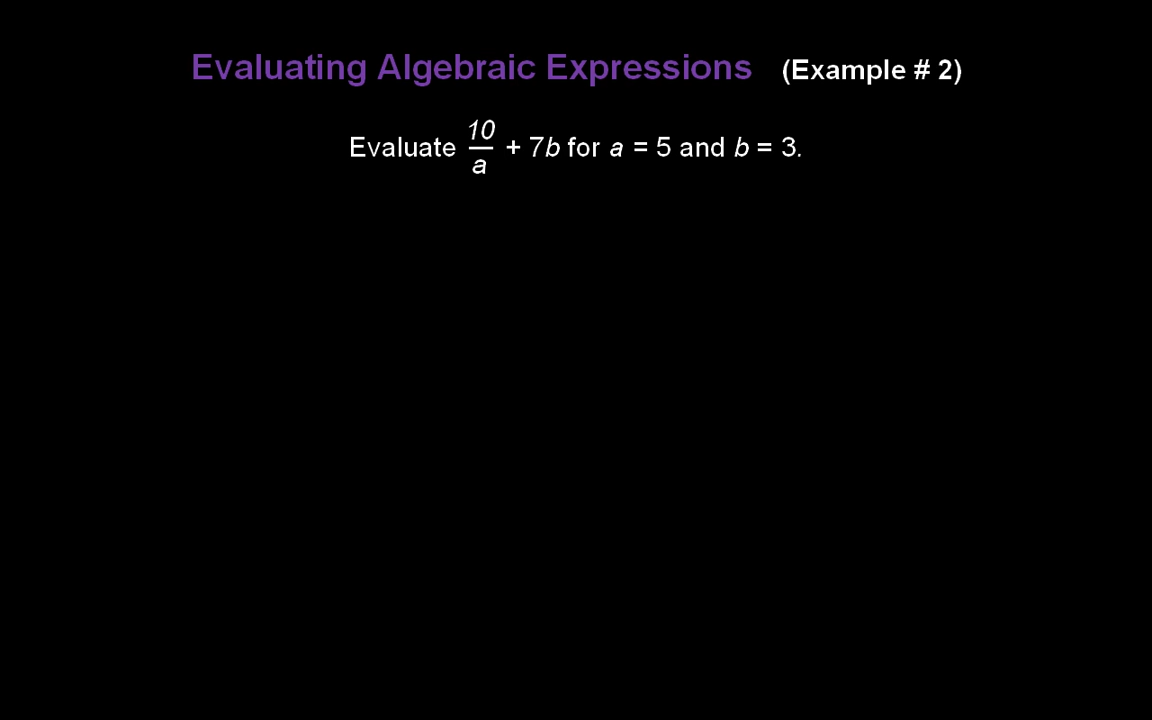 Evaluating Algebraic Expressions (Example # 2)
Evaluate 10/a + 7b for a = 5 and b = 3.